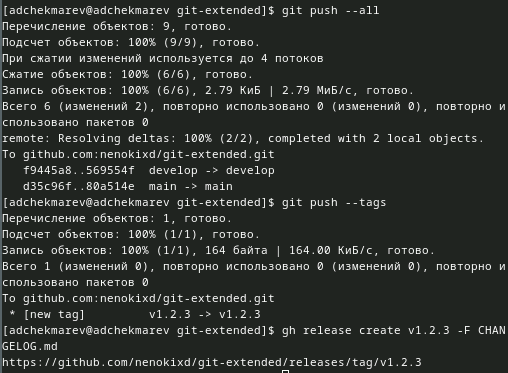 [adchekmarev@adchekmarev git-extended]$ git push --all
Перечисление объектов: 9, готово.
Подсчет объектов: 100% (9/9), готово.
При сжатии изменений используется до 4 потоков
Сжатие объектов: 100% (6/6), готово.
Запись объектов: 100% (6/6), 2.79 КиБ | 2.79 МиБ/с, готово.
Всего 6 (изменений 2), повторно использовано 0 (изменений 0), повторно и
спользовано пакетов 0
remote: Resolving deltas: 100% (2/2), completed with 2 local objects.
To github.com:nenokixd/git-extended.git
   f9445a8..569554f  develop -> develop
   d35c96f..80a514e  main -> main
[adchekmarev@adchekmarev git-extended]$ git push --tags
Перечисление объектов: 1, готово.
Подсчет объектов: 100% (1/1), готово.
Запись объектов: 100% (1/1), 164 байта | 164.00 КиБ/с, готово.
Всего 1 (изменений 0), повторно использовано 0 (изменений 0), повторно и
спользовано пакетов 0
To github.com:nenokixd/git-extended.git
 * [new tag]         v1.2.3 -> v1.2.3
[adchekmarev@adchekmarev git-extended]$ gh release create v1.2.3 -F CHAN
GELOG.md
https://github.com/nenokixd/git-extended/releases/tag/v1.2.3